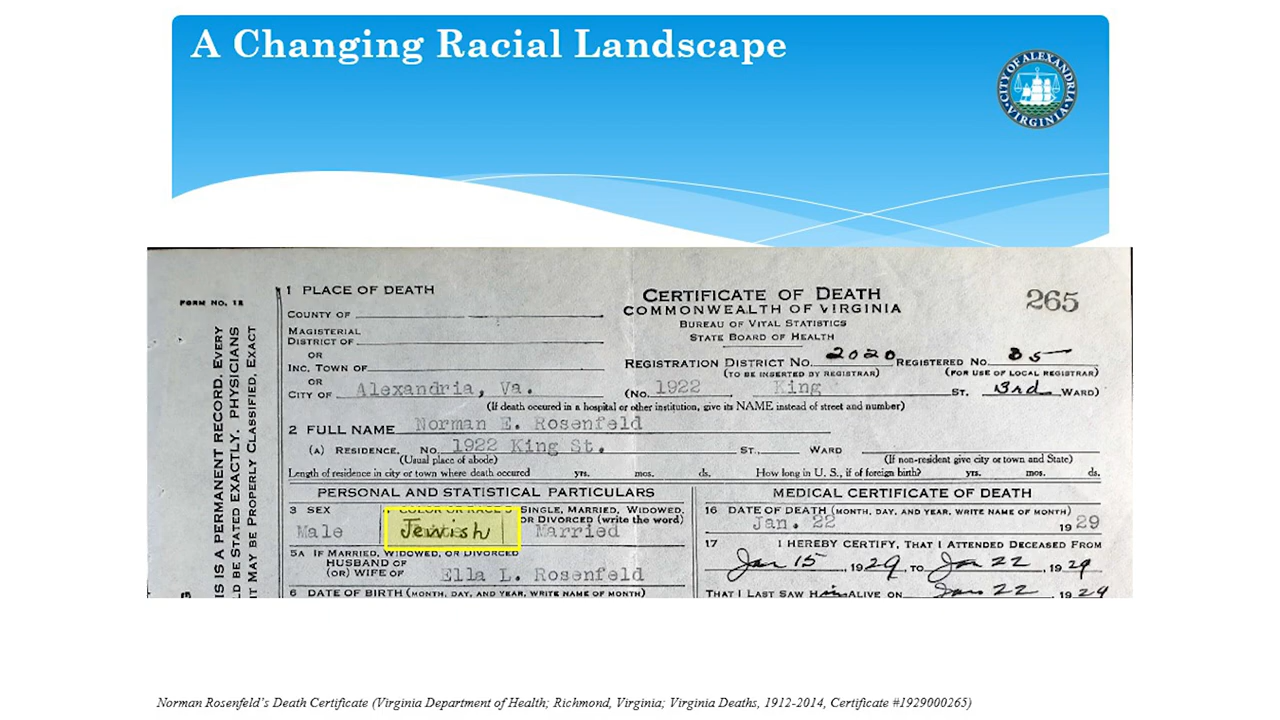 A Changing Racial Landscape
CITY OF ALEXANDRIA VIRGINIA
FORM NO. 12
1 PLACE OF DEATH
COUNTY OF
MAGISTERIAL
DISTRICT OF
OR
INC. TOWN OF
OR
CITY OF Alexandria, Va.
CERTIFICATE OF DEATH
COMMONWEALTH OF VIRGINIA
BUREAU OF VITAL STATISTICS
STATE BOARD OF HEALTH
265
REGISTRATION DISTRICT NO. 2020 REGISTERED NO. 85
(TO BE INSERTED BY REGISTRAR) (FOR USE OF LOCAL REGISTRAR)
(No. 1922 King ST. 3rd WARD)
(If death occured in a hospital or other institution, give its NAME instead of street and number)
2 FULL NAME Norman E. Rosenfeld
(A) RESIDENCE. No. 1922 King St. ST., WARD
(Usual place of abode) (If non-resident give city or town and State)
Length of residence in city or town where death occured yrs. mos. ds. How long in U. S., if of foreign birth? yrs. mos. ds.
PERSONAL AND STATISTICAL PARTICULARS
3 SEX COLOR OR RACE 5 SINGLE, MARRIED, WIDOWED,
OR DIVORCED (write the word)
Male Jewish Married
5A IF MARRIED, WIDOWED, OR DIVORCED
HUSBAND OF
(OR) WIFE OF Ella L. Rosenfeld
6 DATE OF BIRTH (MONTH, DAY, AND YEAR, WRITE NAME OF MONTH)
MEDICAL CERTIFICATE OF DEATH
16 DATE OF DEATH (MONTH, DAY, AND YEAR, WRITE NAME OF MONTH)
Jan. 22 1929
17 I HEREBY CERTIFY, THAT I ATTENDED DECEASED FROM
Jan 15, 1929, TO Jan 22, 1929
THAT I LAST SAW Him ALIVE ON Jan 22 1929
IS IS A PERMANENT RECORD. EVERY
D BE STATED EXACTLY. PHYSICIANS
MAY BE PROPERLY CLASSIFIED. EXACT
Norman Rosenfeld's Death Certificate (Virginia Department of Health; Richmond, Virginia; Virginia Deaths, 1912-2014, Certificate #1929000265)